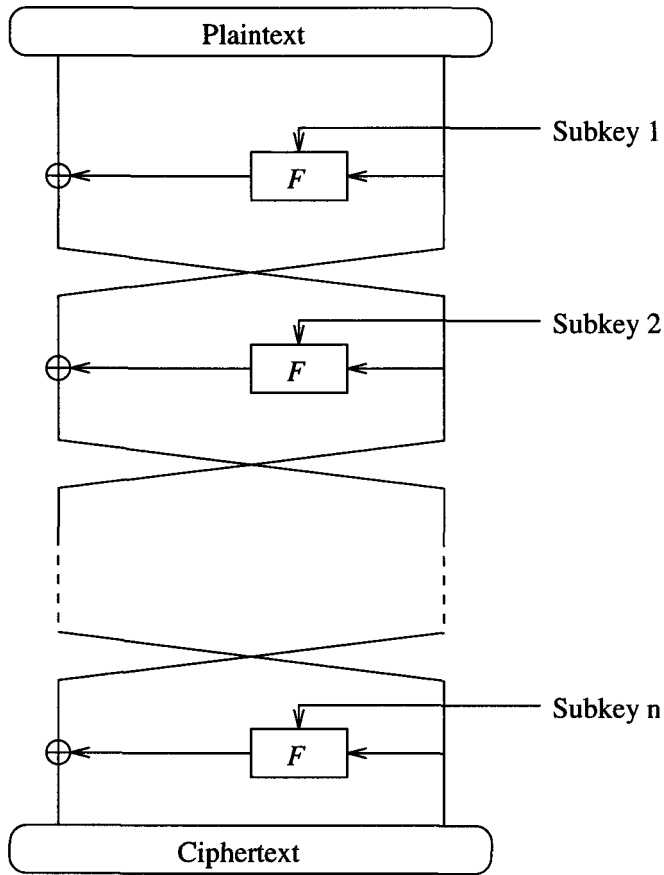 Plaintext
Subkey 1
F
Subkey 2
F
Subkey n
F
Ciphertext